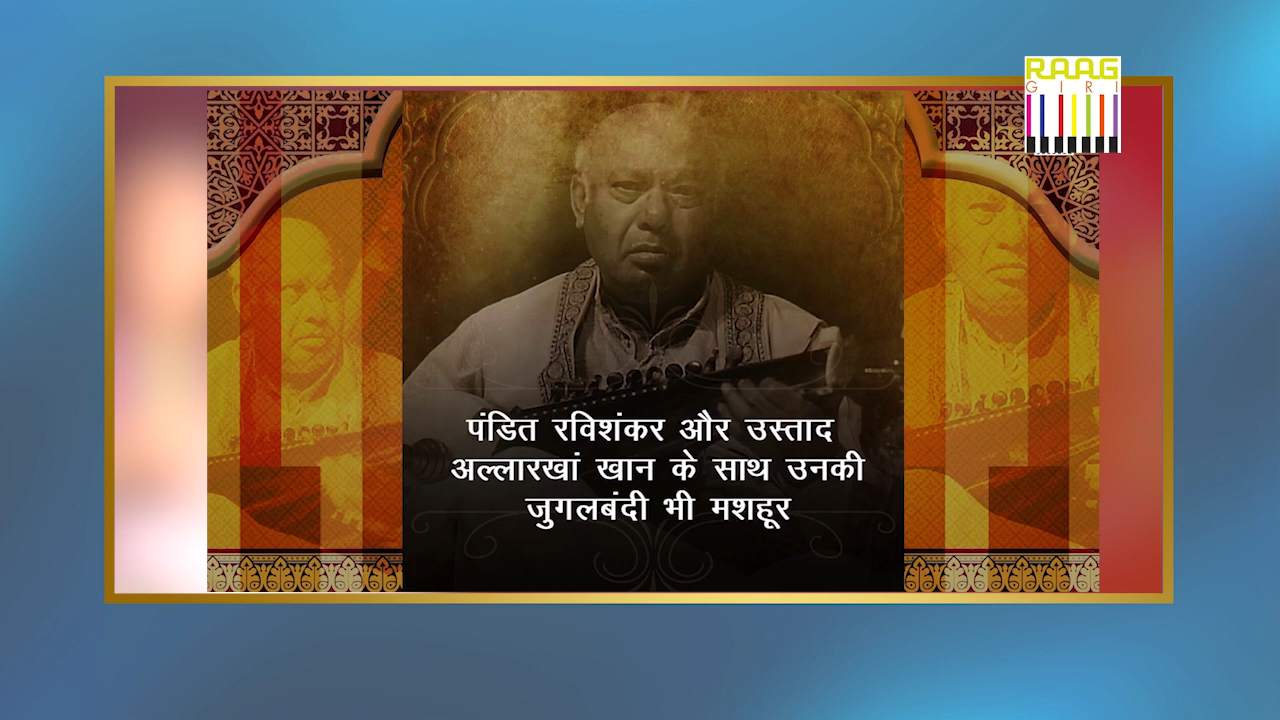 RAAG
GIRI
पंडित रविशंकर और उस्ताद
अल्लारखां खान के साथ उनकी
जुगलबंदी भी मशहूर